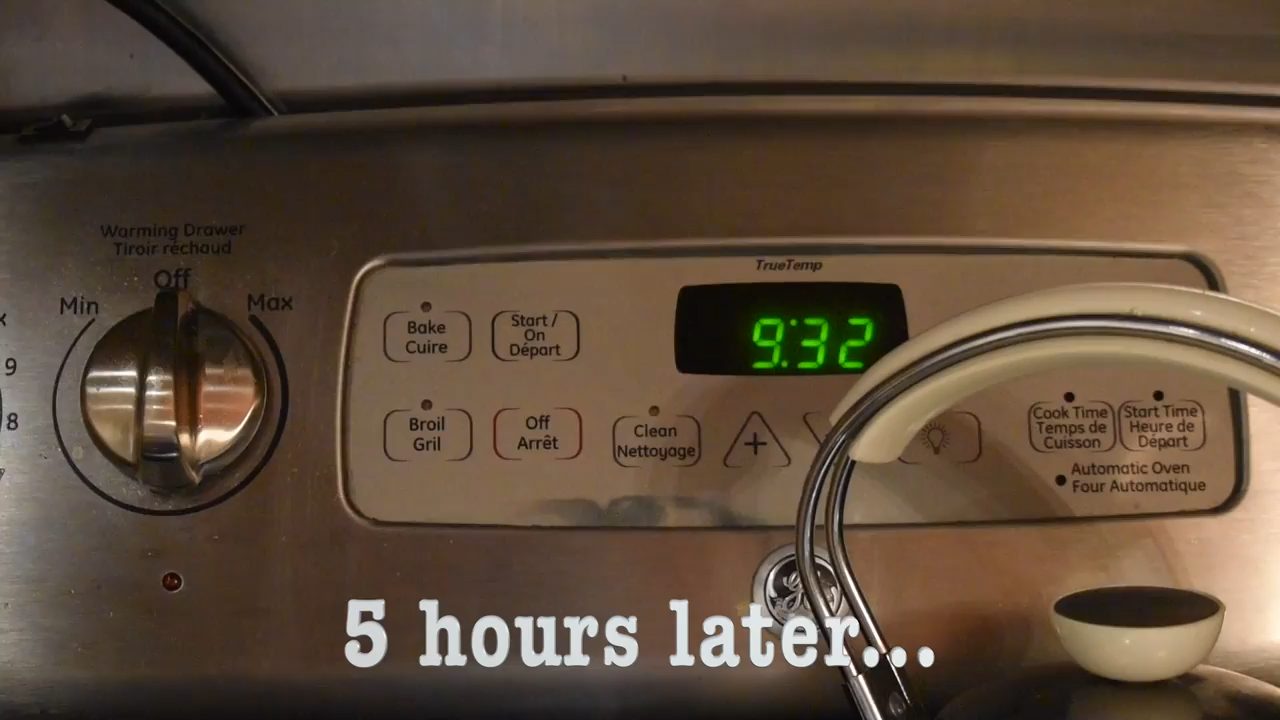 Warming Drawer
Tiroir réchaud
Off
Min
Max
9
8
TrueTemp
9:32
Bake
Cuire
Start /
On
Départ
Broil
Gril
Off
Arrêt
Clean
Nettoyage
+
Cook Time
Temps de
Cuisson
Start Time
Heure de
Départ
Automatic Oven
Four Automatique
5 hours later...